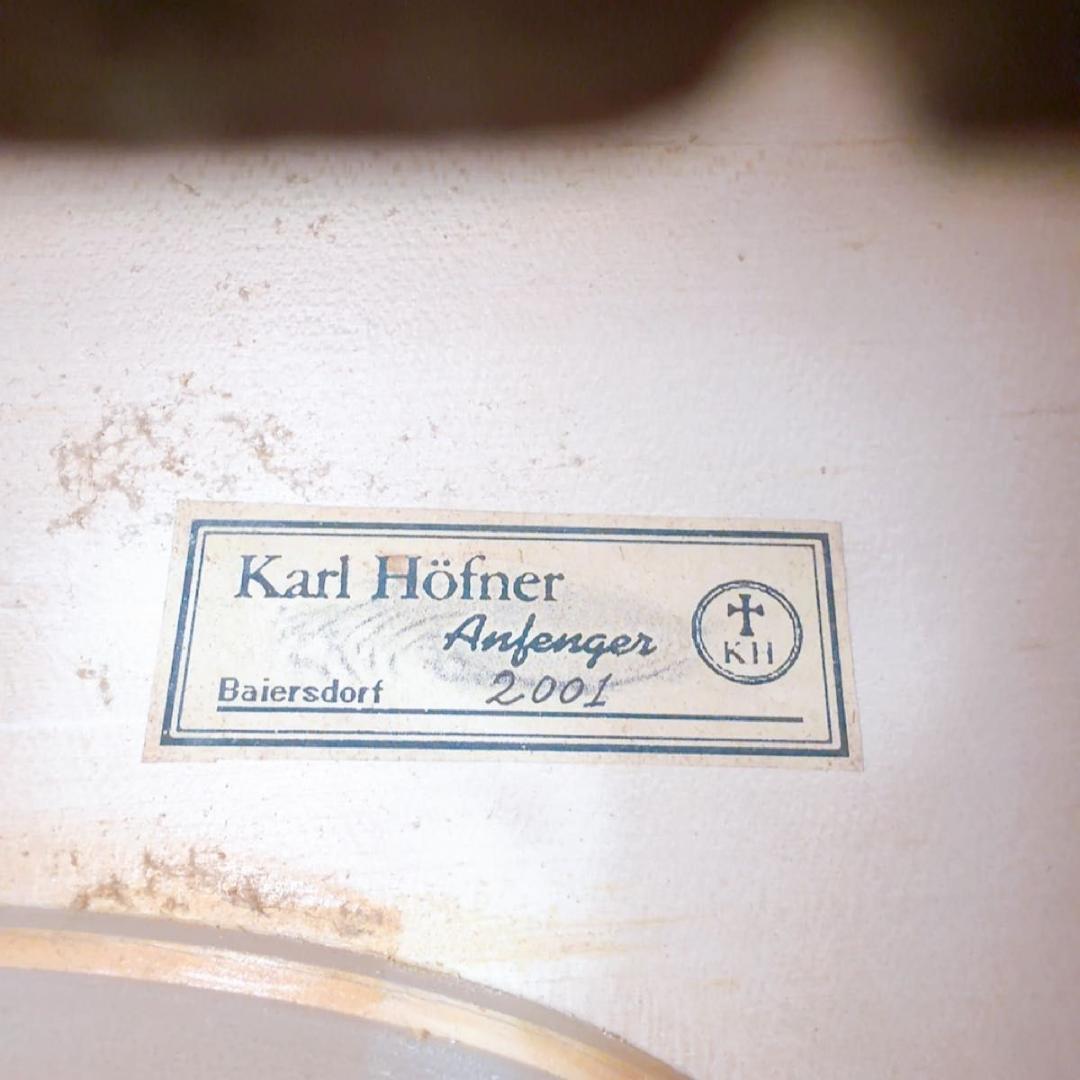 Karl Höfner
Anfenger
Baiersdorf 2001
KH